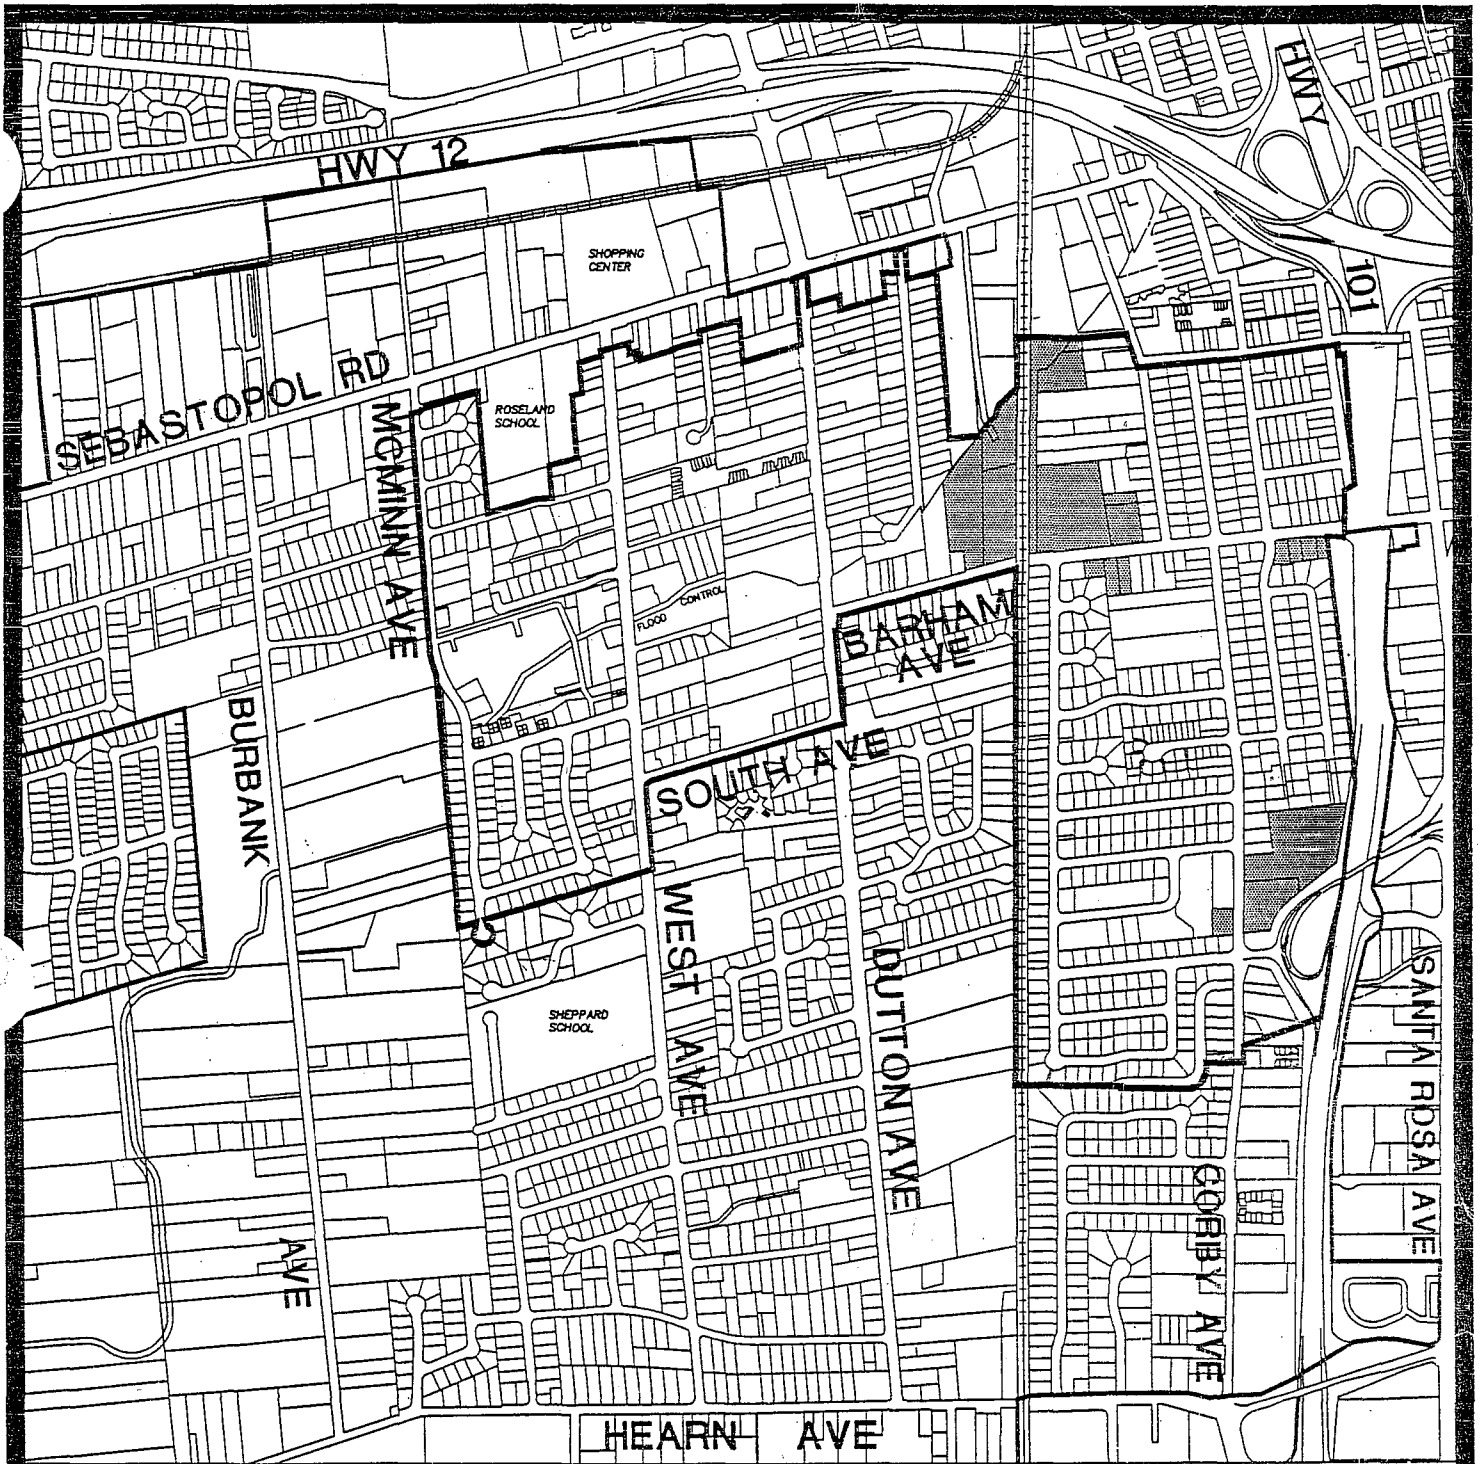 HWY
HWY 12
101
SHOPPING
CENTER
SEBASTOPOL RD
ROSELAND
SCHOOL
MCMINN AVE
FLOOD
CONTROL
BARHAM
AVE
BURBANK
AVE
SOUTH AVE
WEST AVE
DUTTON AVE
SHEPPARD
SCHOOL
SANTA ROSA AVE
CORBY AVE
HEARN AVE